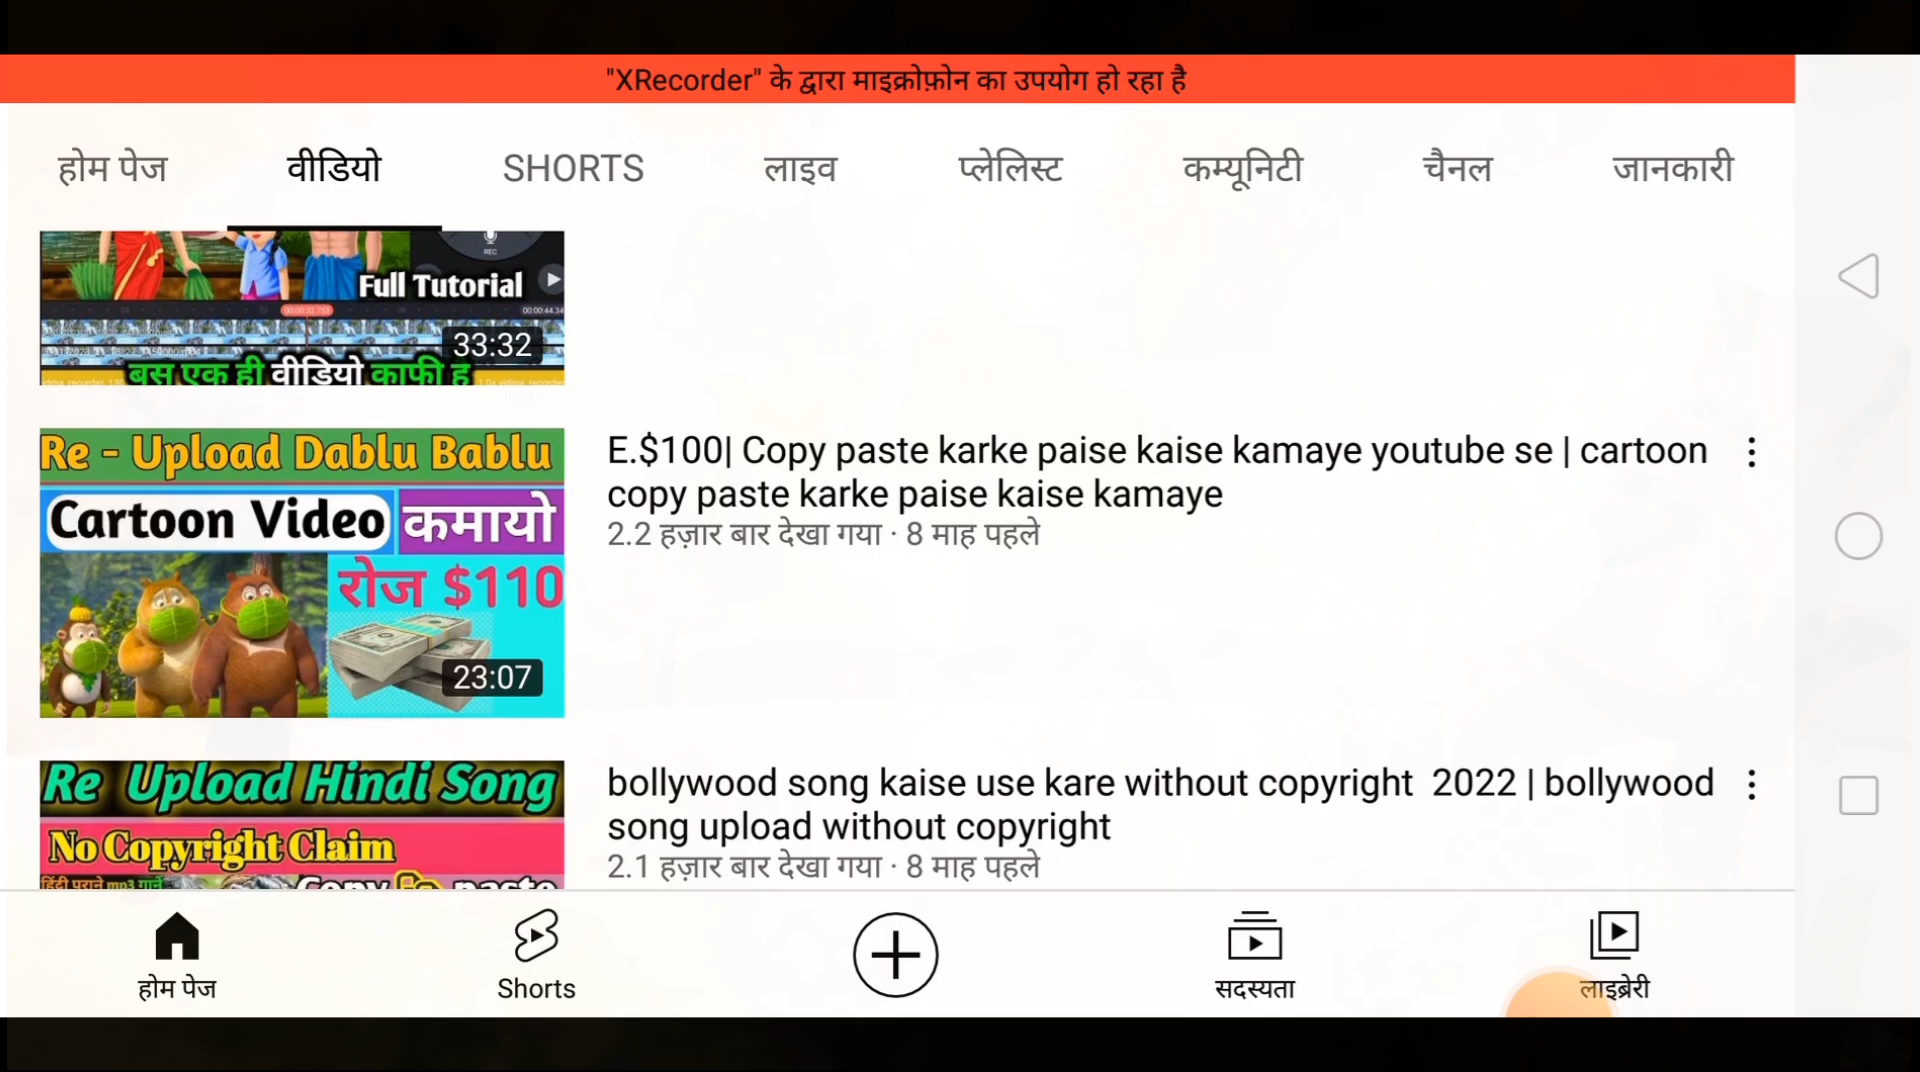 "XRecorder" के द्वारा माइक्रोफ़ोन का उपयोग हो रहा है
होम पेज
वीडियो
SHORTS
लाइव
प्लेलिस्ट
कम्यूनिटी
चैनल
जानकारी
REC
Full Tutorial
33:32
बस एक ही वीडियो काफी ह
Re - Upload Dablu Bablu
Cartoon Video कमायो
रोज $110
23:07
E.$100| Copy paste karke paise kaise kamaye youtube se | cartoon
copy paste karke paise kaise kamaye
2.2 हज़ार बार देखा गया · 8 माह पहले
Re Upload Hindi Song
No Copyright Claim
हिंदी पुराने mp3 गाने
Copy paste
bollywood song kaise use kare without copyright 2022 | bollywood
song upload without copyright
2.1 हज़ार बार देखा गया · 8 माह पहले
होम पेज
Shorts
सदस्यता
लाइब्रेरी